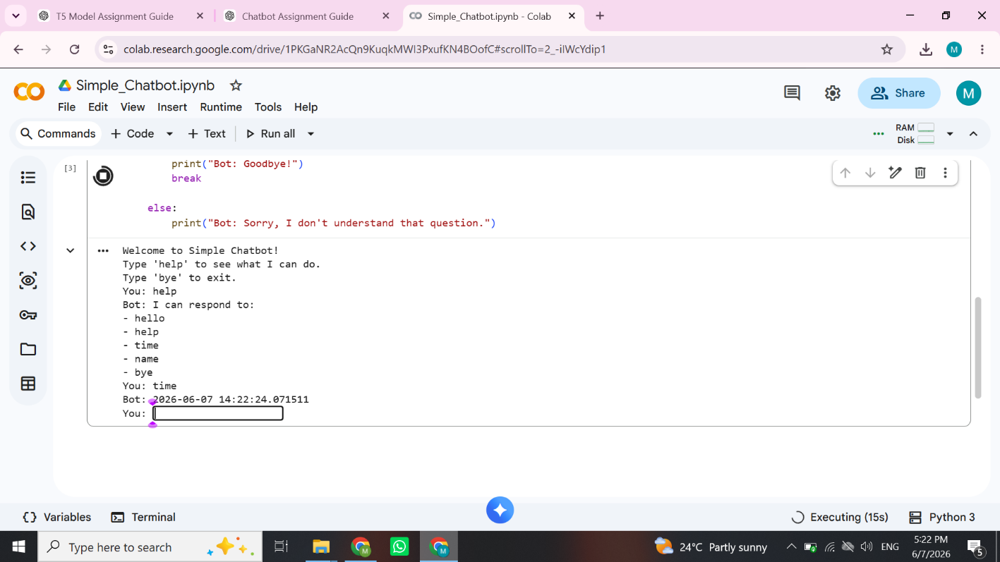 T5 Model Assignment Guide
Chatbot Assignment Guide
Simple_Chatbot.ipynb - Colab
colab.research.google.com/drive/1PKGaNR2AcQn9KuqkMWI3PxufKN4BOofC#scrollTo=2_-iIWcYdip1
M
Simple_Chatbot.ipynb
File Edit View Insert Runtime Tools Help
Share
M
Commands + Code + Text Run all
RAM
Disk
[3]
print("Bot: Goodbye!")
break
else:
print("Bot: Sorry, I don't understand that question.")
Welcome to Simple Chatbot!
Type 'help' to see what I can do.
Type 'bye' to exit.
You: help
Bot: I can respond to:
- hello
- help
- time
- name
- bye
You: time
Bot: 2026-06-07 14:22:24.071511
You:
Variables Terminal
Executing (15s) Python 3
Type here to search
M
M
24°C Partly sunny
ENG
5:22 PM
6/7/2026
5